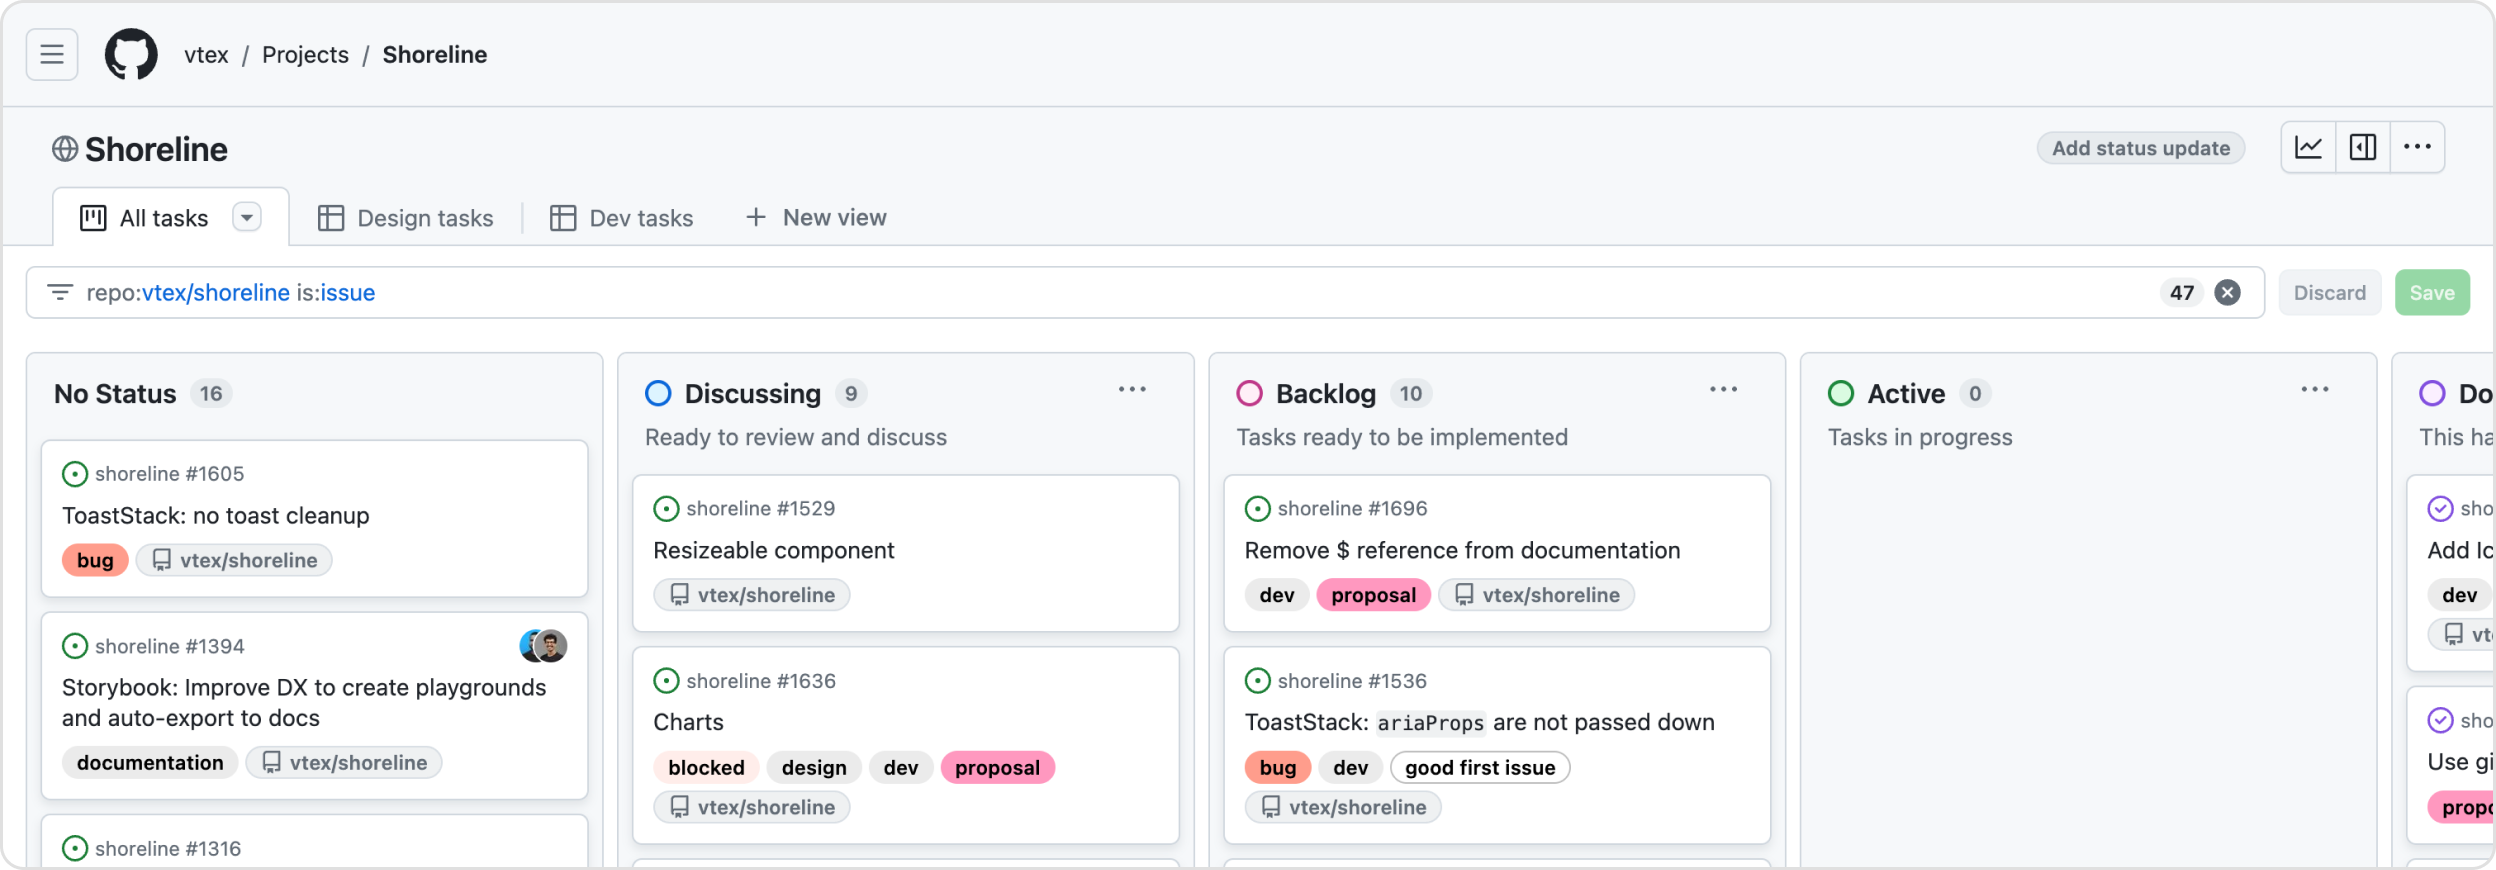 vtex / Projects / Shoreline
Shoreline
Add status update
All tasks
Design tasks
Dev tasks
New view
repo:vtex/shoreline is:issue
47
Discard
Save
No Status 16
shoreline #1605
ToastStack: no toast cleanup
bug vtex/shoreline
shoreline #1394
Storybook: Improve DX to create playgrounds
and auto-export to docs
documentation vtex/shoreline
shoreline #1316
Discussing 9
Ready to review and discuss
shoreline #1529
Resizeable component
vtex/shoreline
shoreline #1636
Charts
blocked design dev proposal
vtex/shoreline
Backlog 10
Tasks ready to be implemented
shoreline #1696
Remove $ reference from documentation
dev proposal vtex/shoreline
shoreline #1536
ToastStack: ariaProps are not passed down
bug dev good first issue
vtex/shoreline
Active 0
Tasks in progress
Do
This ha
sho
Add Ic
dev
vt
sho
Use gi
propo